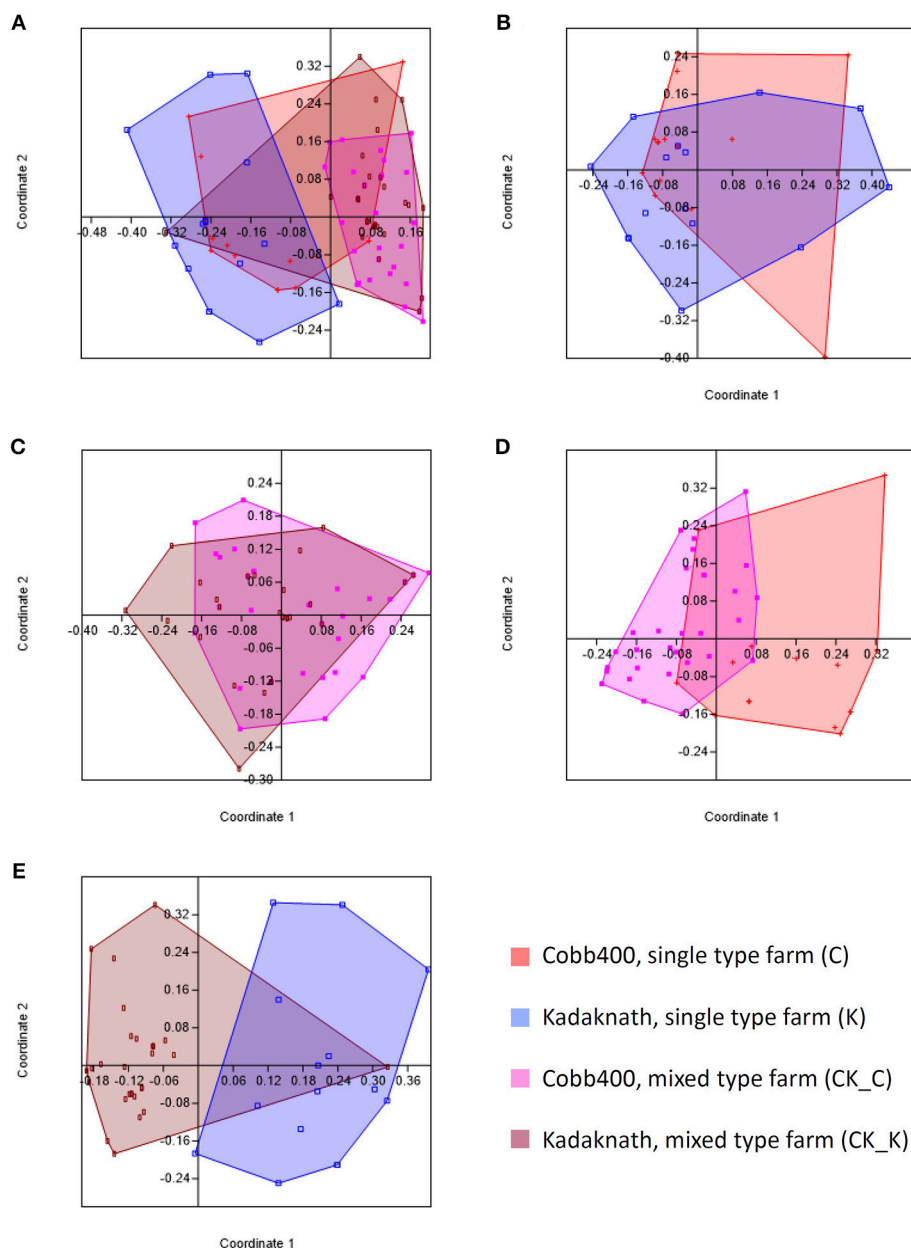 A
Coordinate 2
0.32
0.24
0.16
0.08
-0.48 -0.40 -0.32 -0.24 -0.16 -0.08 0.08 0.16
-0.08
-0.16
-0.24
B
Coordinate 2
0.24
0.16
0.08
-0.24 -0.16 -0.08 0.08 0.16 0.24 0.32 0.40
-0.08
-0.16
-0.24
-0.32
-0.40
Coordinate 1
C
Coordinate 2
0.24
0.18
0.12
0.06
-0.40 -0.32 -0.24 -0.16 -0.08 0.08 0.16 0.24
-0.06
-0.12
-0.18
-0.24
-0.30
Coordinate 1
D
Coordinate 2
0.32
0.24
0.16
0.08
-0.24 -0.16 -0.08 0.08 0.16 0.24 0.32
-0.08
-0.16
-0.24
Coordinate 1
E
Coordinate 2
0.32
0.24
0.16
0.08
-0.18 -0.12 -0.06 0.06 0.12 0.18 0.24 0.30 0.36
-0.08
-0.16
-0.24
Coordinate 1
Cobb400, single type farm (C)
Kadaknath, single type farm (K)
Cobb400, mixed type farm (CK_C)
Kadaknath, mixed type farm (CK_K)